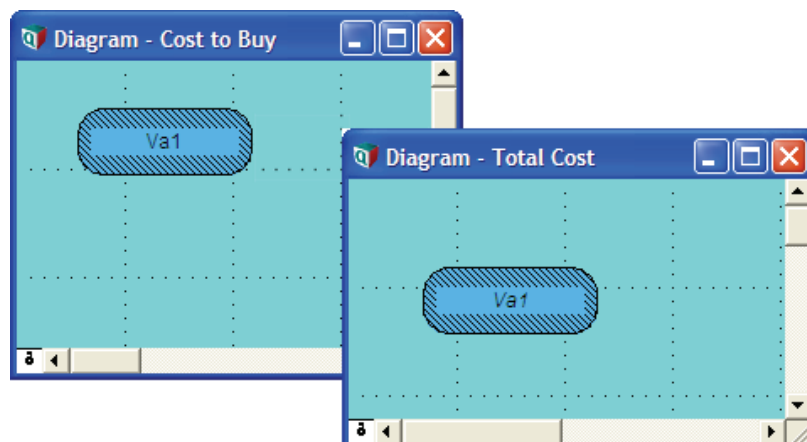 Diagram - Cost to Buy
Va1
Diagram - Total Cost
Va1